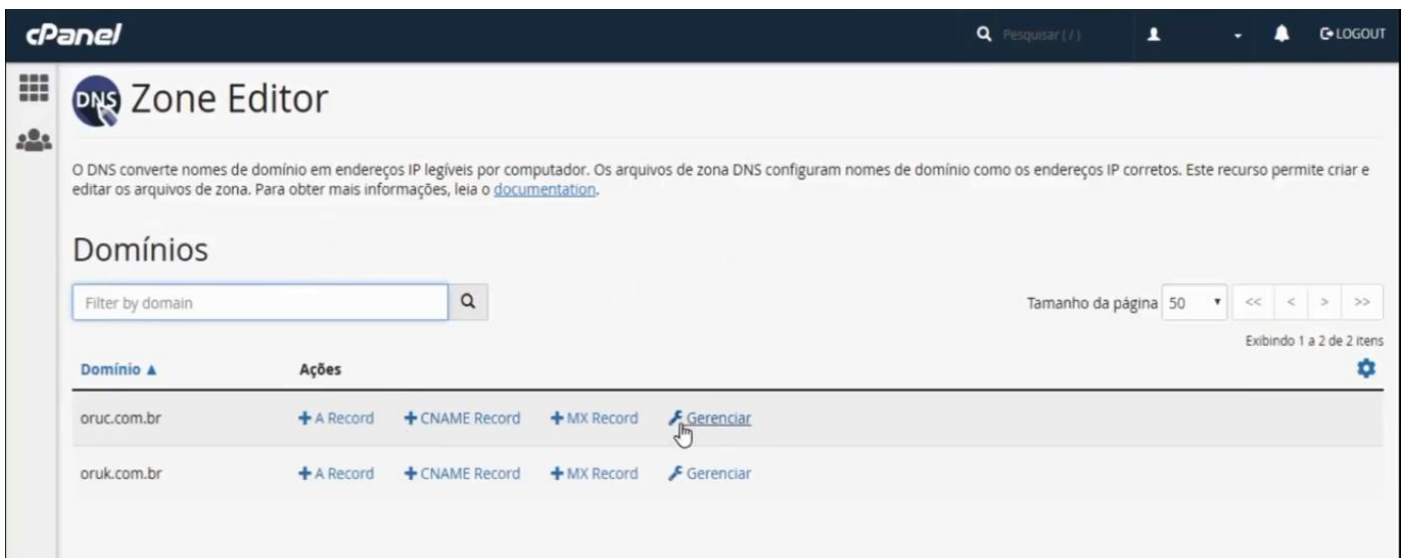 cPanel
Pesquisar ( / )
LOGOUT
DNS
Zone Editor
O DNS converte nomes de domínio em endereços IP legíveis por computador. Os arquivos de zona DNS configuram nomes de domínio como os endereços IP corretos. Este recurso permite criar e
editar os arquivos de zona. Para obter mais informações, leia o documentation.
Domínios
Filter by domain
Tamanho da página 50 << < > >>
Exibindo 1 a 2 de 2 itens
Domínio ▲ Ações
oruc.com.br + A Record + CNAME Record + MX Record Gerenciar
oruk.com.br + A Record + CNAME Record + MX Record Gerenciar